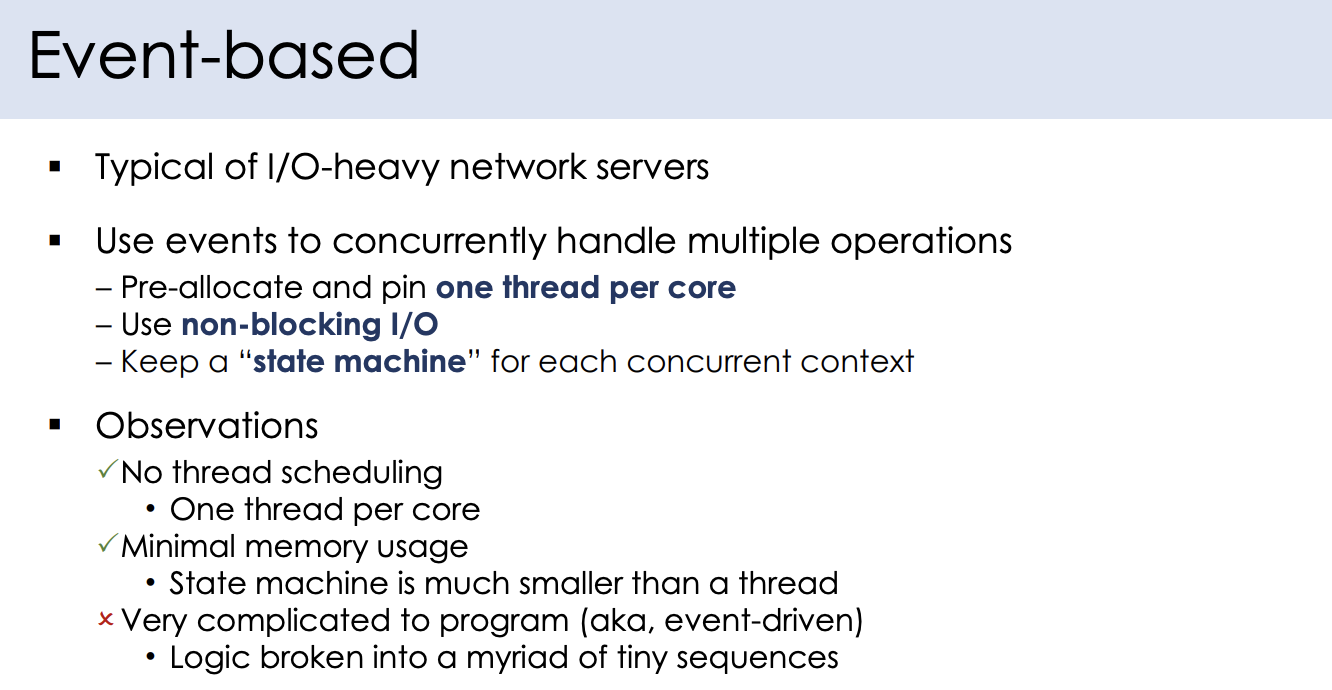 Event-based
▪ Typical of I/O-heavy network servers
▪ Use events to concurrently handle multiple operations
– Pre-allocate and pin one thread per core
– Use non-blocking I/O
– Keep a “state machine” for each concurrent context
▪ Observations
✓No thread scheduling
• One thread per core
✓Minimal memory usage
• State machine is much smaller than a thread
× Very complicated to program (aka, event-driven)
• Logic broken into a myriad of tiny sequences